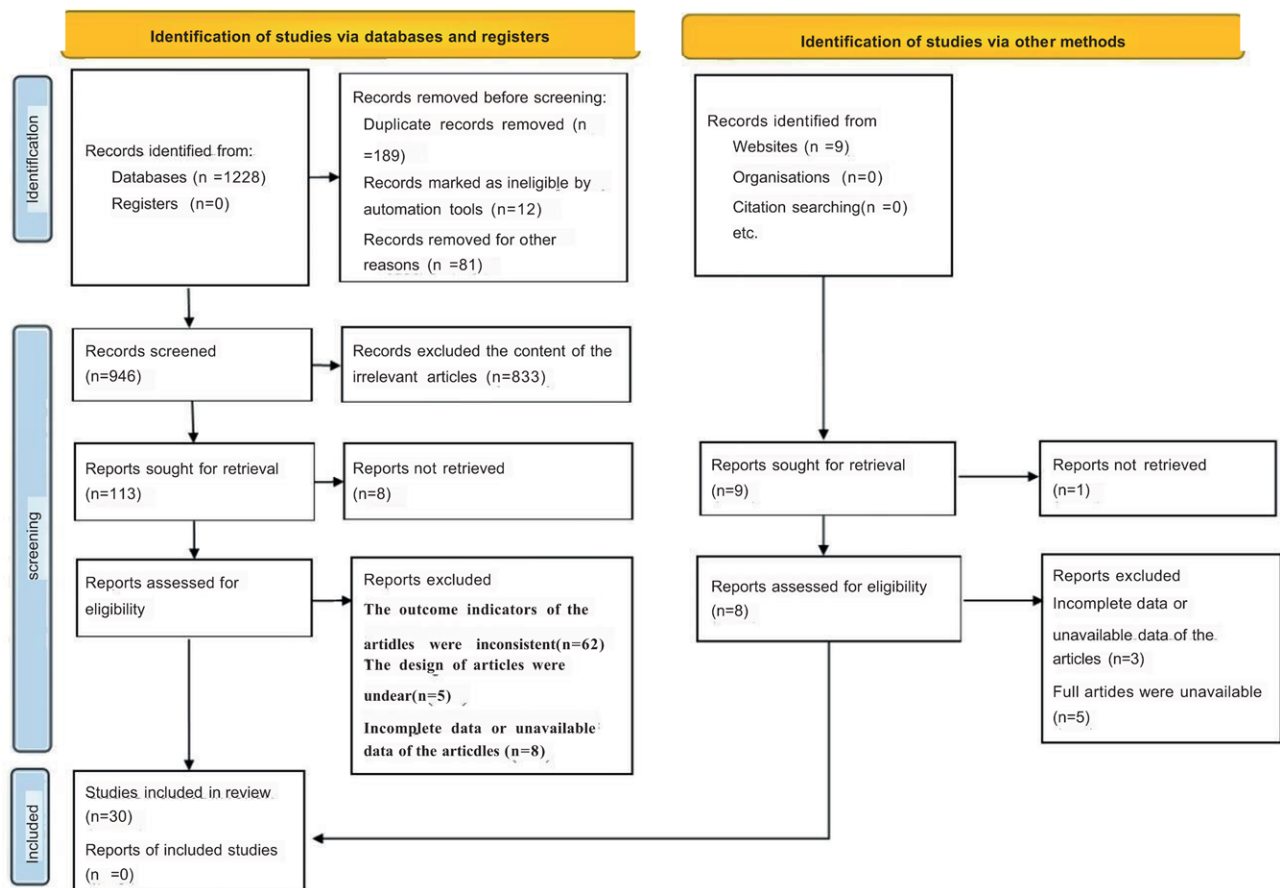 Identification of studies via databases and registers
Identification of studies via other methods
Identification
Records identified from:
Databases (n =1228)
Registers (n=0)
Records removed before screening:
Duplicate records removed (n
=189)
Records marked as ineligible by
automation tools (n=12)
Records removed for other
reasons (n =81)
Records identified from
Websites (n =9)
Organisations (n=0)
Citation searching(n =0)
etc.
screening
Records screened
(n=946)
Records excluded the content of the
irrelevant articles (n=833)
Reports sought for retrieval
(n=113)
Reports not retrieved
(n=8)
Reports sought for retrieval
(n=9)
Reports not retrieved
(n=1)
Reports assessed for
eligibility
Reports excluded
The outcome indicators of the
artidles were inconsistent(n=62)
The design of articles were
undear(n=5)
Incomplete data or unavailable
data of the articdles (n=8)
Reports assessed for eligibility
(n=8)
Reports excluded
Incomplete data or
unavailable data of the
articles (n=3)
Full artides were unavailable
(n=5)
Included
Studies included in review
(n=30)
Reports of included studies
(n =0)